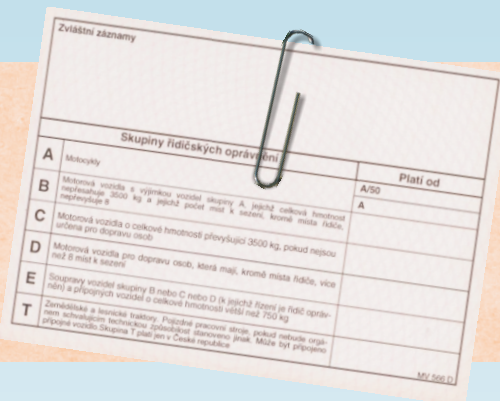 Zvláštní záznamy
Skupiny řidičských oprávnění
Platí od
A
Motocykly
A/50
A
B
Motorová vozidla s výjimkou vozidel skupiny A, jejichž celková hmotnost
nepřesahuje 3500 kg a jejichž počet míst k sezení, kromě místa řidiče,
nepřevyšuje 8
C
Motorová vozidla o celkové hmotnosti převyšující 3500 kg, pokud nejsou
určena pro dopravu osob
D
Motorová vozidla pro dopravu osob, která mají, kromě místa řidiče, více
než 8 míst k sezení
E
Soupravy vozidel skupiny B nebo C nebo D (k jejichž řízení je řidič opráv-
něn) a přípojných vozidel o celkové hmotnosti větší než 750 kg
T
Zemědělské a lesnické traktory. Pojízdné pracovní stroje, pokud nebude orgá-
nem schvalujícím technickou způsobilost stanoveno jinak. Může být připojeno
přípojné vozidlo.Skupina T platí jen v České republice
MV 566 D